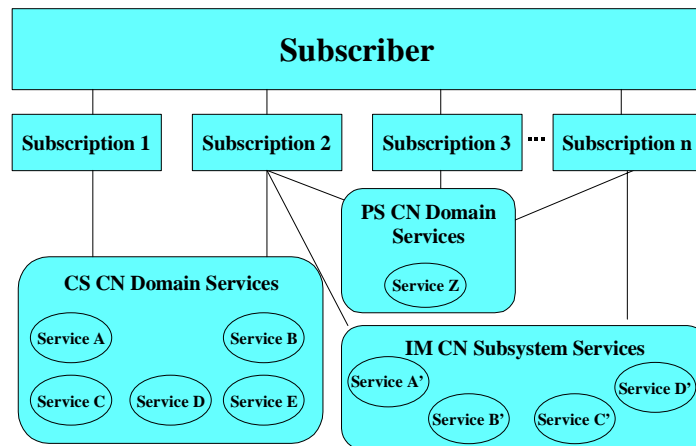 Subscriber
Subscription 1
Subscription 2
Subscription 3
...
Subscription n
PS CN Domain
Services
Service Z
CS CN Domain Services
Service A
Service B
Service C
Service D
Service E
IM CN Subsystem Services
Service A’
Service B’
Service C’
Service D’